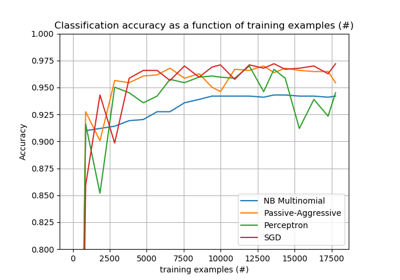 Classification accuracy as a function of training examples (#)
1.000
0.975
0.950
0.925
0.900
0.875
0.850
0.825
0.800
Accuracy
NB Multinomial
Passive-Aggressive
Perceptron
SGD
0 2500 5000 7500 10000 12500 15000 17500
training examples (#)